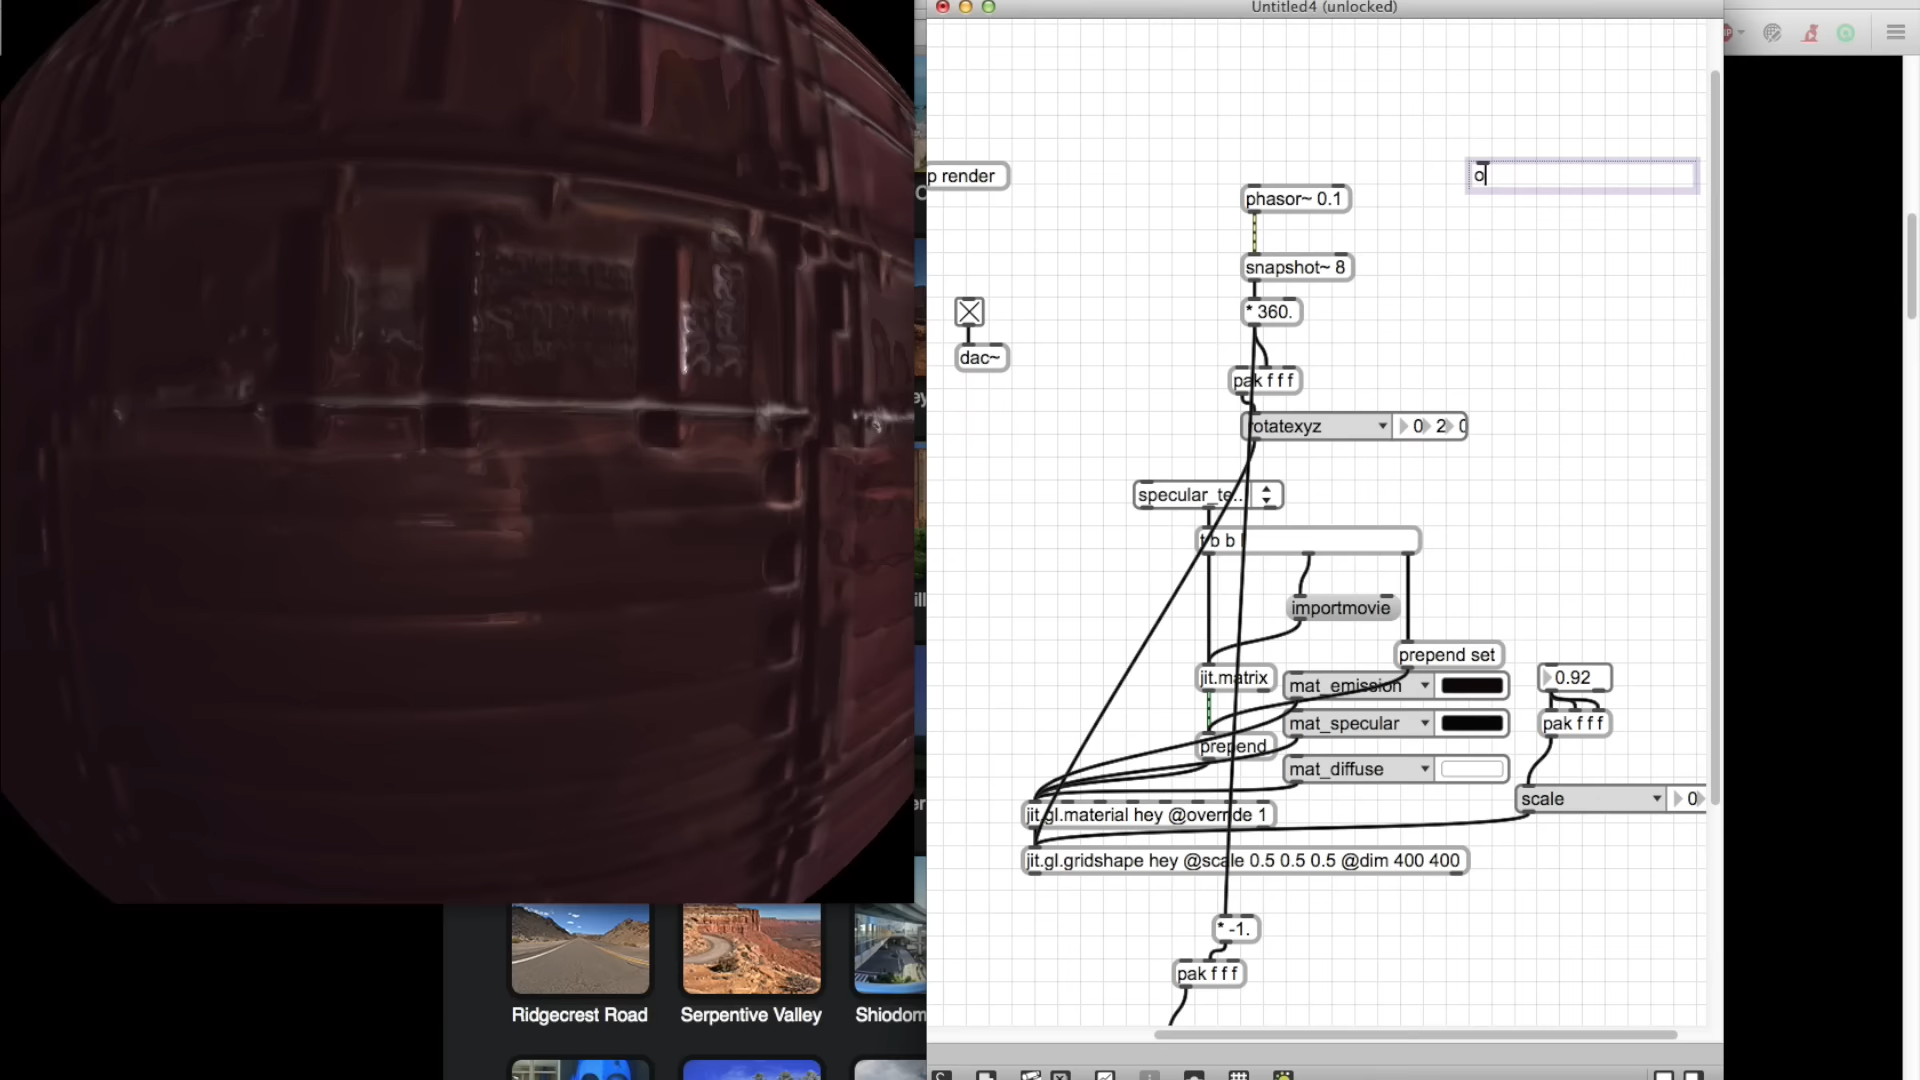 Untitled4 (unlocked)
p render
o
phasor~ 0.1
snapshot~ 8
* 360.
dac~
pak f f f
rotatexyz 0 2 0
specular_te..
t b b l
importmovie
prepend set
jit.matrix
mat_emission
0.92
mat_specular
pak f f f
prepend
mat_diffuse
scale 0
jit.gl.material hey @override 1
jit.gl.gridshape hey @scale 0.5 0.5 0.5 @dim 400 400
* -1.
pak f f f
Ridgecrest Road
Serpentive Valley
Shiodom